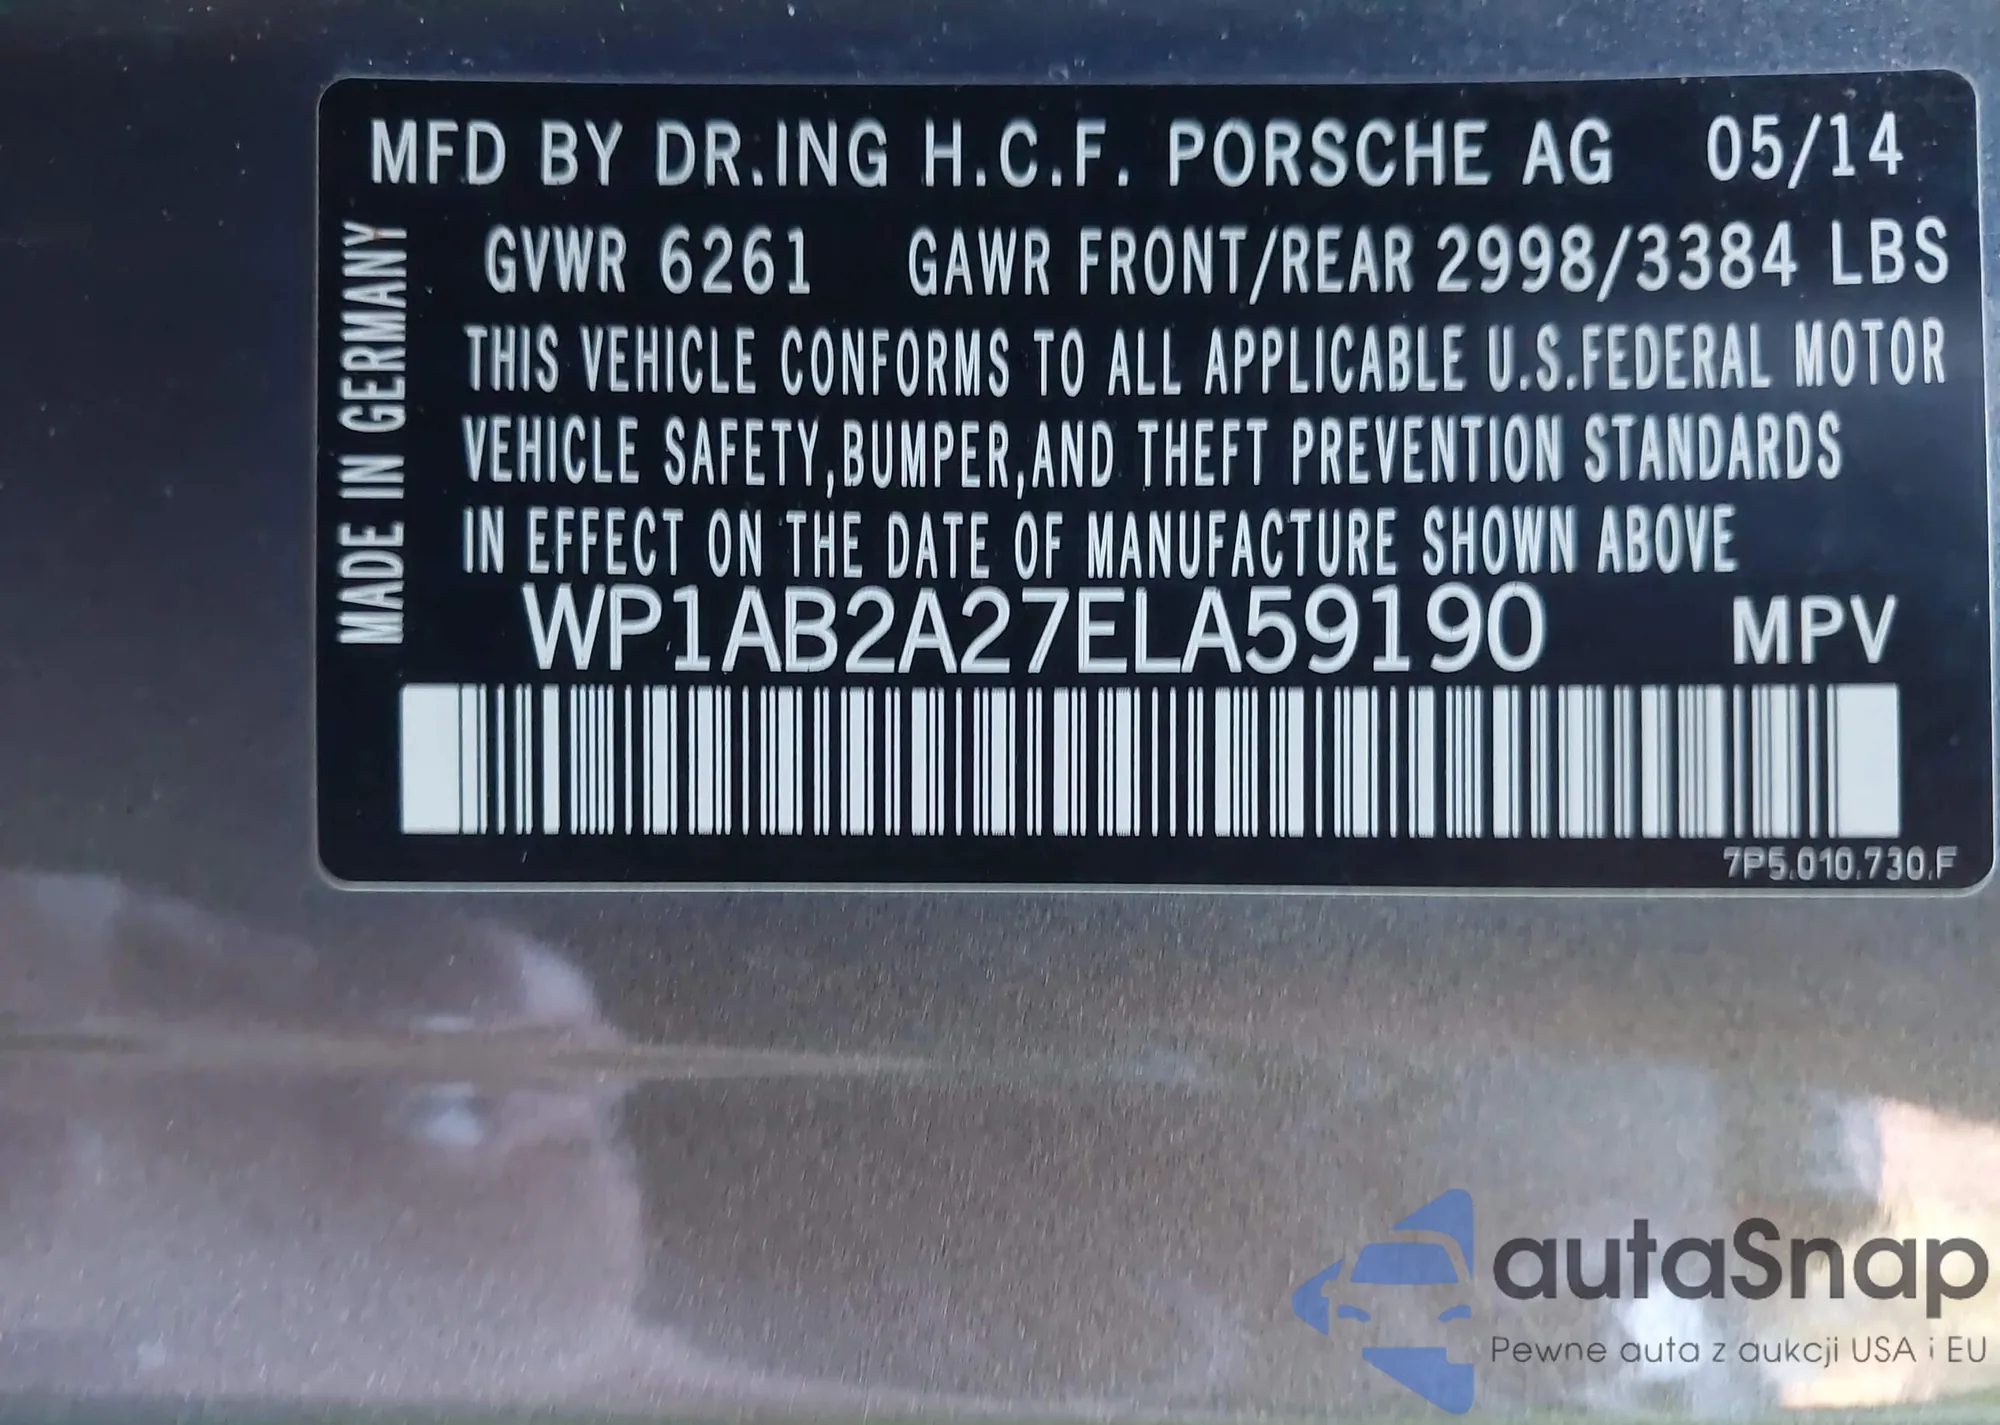 MFD BY DR.ING H.C.F. PORSCHE AG 05/14
GVWR 6261 GAWR FRONT/REAR 2998/3384 LBS
THIS VEHICLE CONFORMS TO ALL APPLICABLE U.S.FEDERAL MOTOR
VEHICLE SAFETY,BUMPER,AND THEFT PREVENTION STANDARDS
IN EFFECT ON THE DATE OF MANUFACTURE SHOWN ABOVE
WP1AB2A27ELA59190 MPV
7P5.010.730.F
MADE IN GERMANY
autaSnap
Pewne auta z aukcji USA i EU